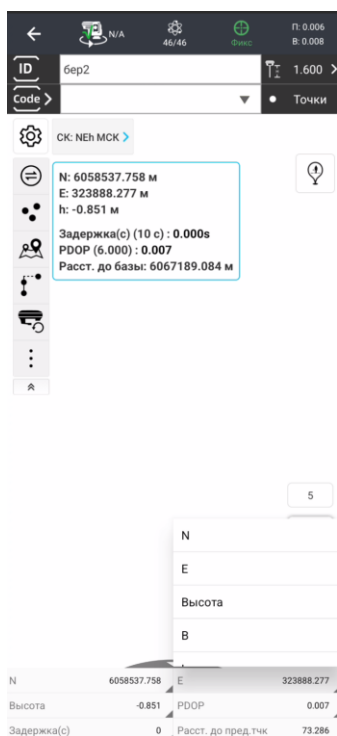 N/A
46/46
Фикс
П: 0.006
В: 0.008
ID
бер2
1.600
Code
Точки
СК: NEh МСК
N: 6058537.758 м
E: 323888.277 м
h: -0.851 м
Задержка(с) (10 с) : 0.000s
PDOP (6.000) : 0.007
Расст. до базы: 6067189.084 м
5
N
E
Высота
B
N 6058537.758 E 323888.277
Высота -0.851 PDOP 0.007
Задержка(с) 0 Расст. до пред.тчк 73.286